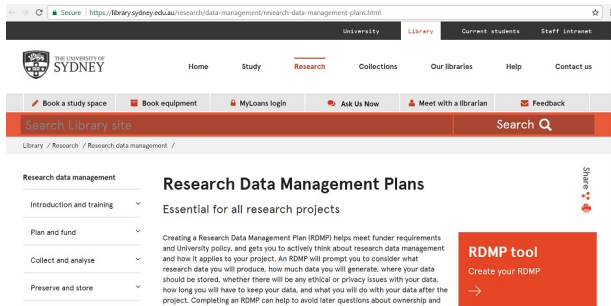 Secure https://library.sydney.edu.au/research/data-management/research-data-management-plans.html
University Library Current students Staff intranet
THE UNIVERSITY OF
SYDNEY
Home Study Research Collections Our libraries Help Contact us
Book a study space Book equipment MyLoans login Ask Us Now Meet with a librarian Feedback
Search Library site Search
Library / Research / Research data management /
Research data management
Introduction and training
Plan and fund
Collect and analyse
Preserve and store
Research Data Management Plans
Essential for all research projects
Creating a Research Data Management Plan (RDMP) helps meet funder requirements
and University policy, and gets you to actively think about research data management
and how it applies to your project. An RDMP will prompt you to consider what
research data you will produce, how much data you will generate, where your data
should be stored, whether there will be any ethical or privacy issues with your data,
how long you will have to keep your data, and what you will do with your data after the
project. Completing an RDMP can help to avoid later questions about ownership and
Share
RDMP tool
Create your RDMP